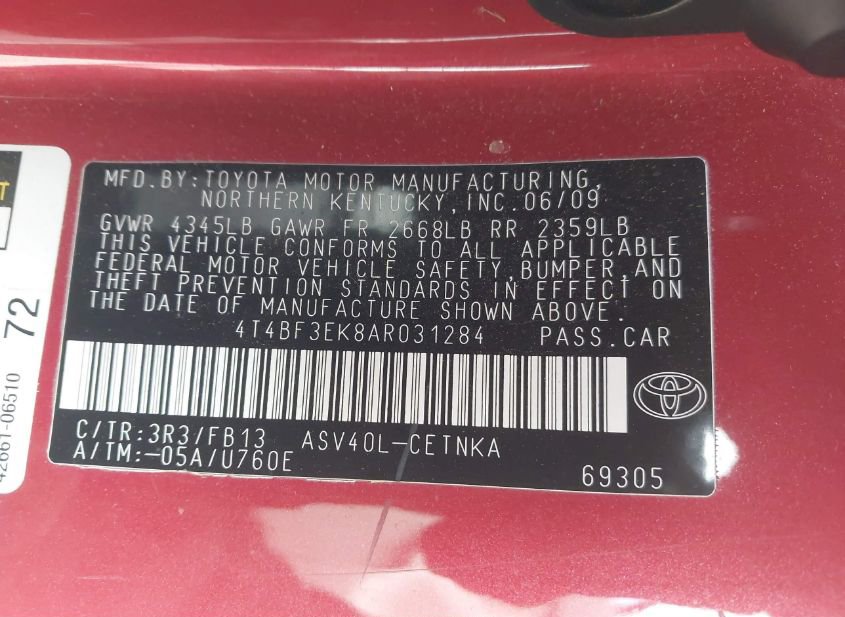 MFD. BY: TOYOTA MOTOR MANUFACTURING,
NORTHERN KENTUCKY, INC. 06/09
GVWR 4345LB GAWR FR 2668LB RR 2359LB
THIS VEHICLE CONFORMS TO ALL APPLICABLE
FEDERAL MOTOR VEHICLE SAFETY, BUMPER, AND
THEFT PREVENTION STANDARDS IN EFFECT ON
THE DATE OF MANUFACTURE SHOWN ABOVE.
4T4BF3EK8AR031284 PASS. CAR
C/TR: 3R3/FB13 ASV40L-CETNKA
A/TM: -05A/U760E
69305
72
42661-06510